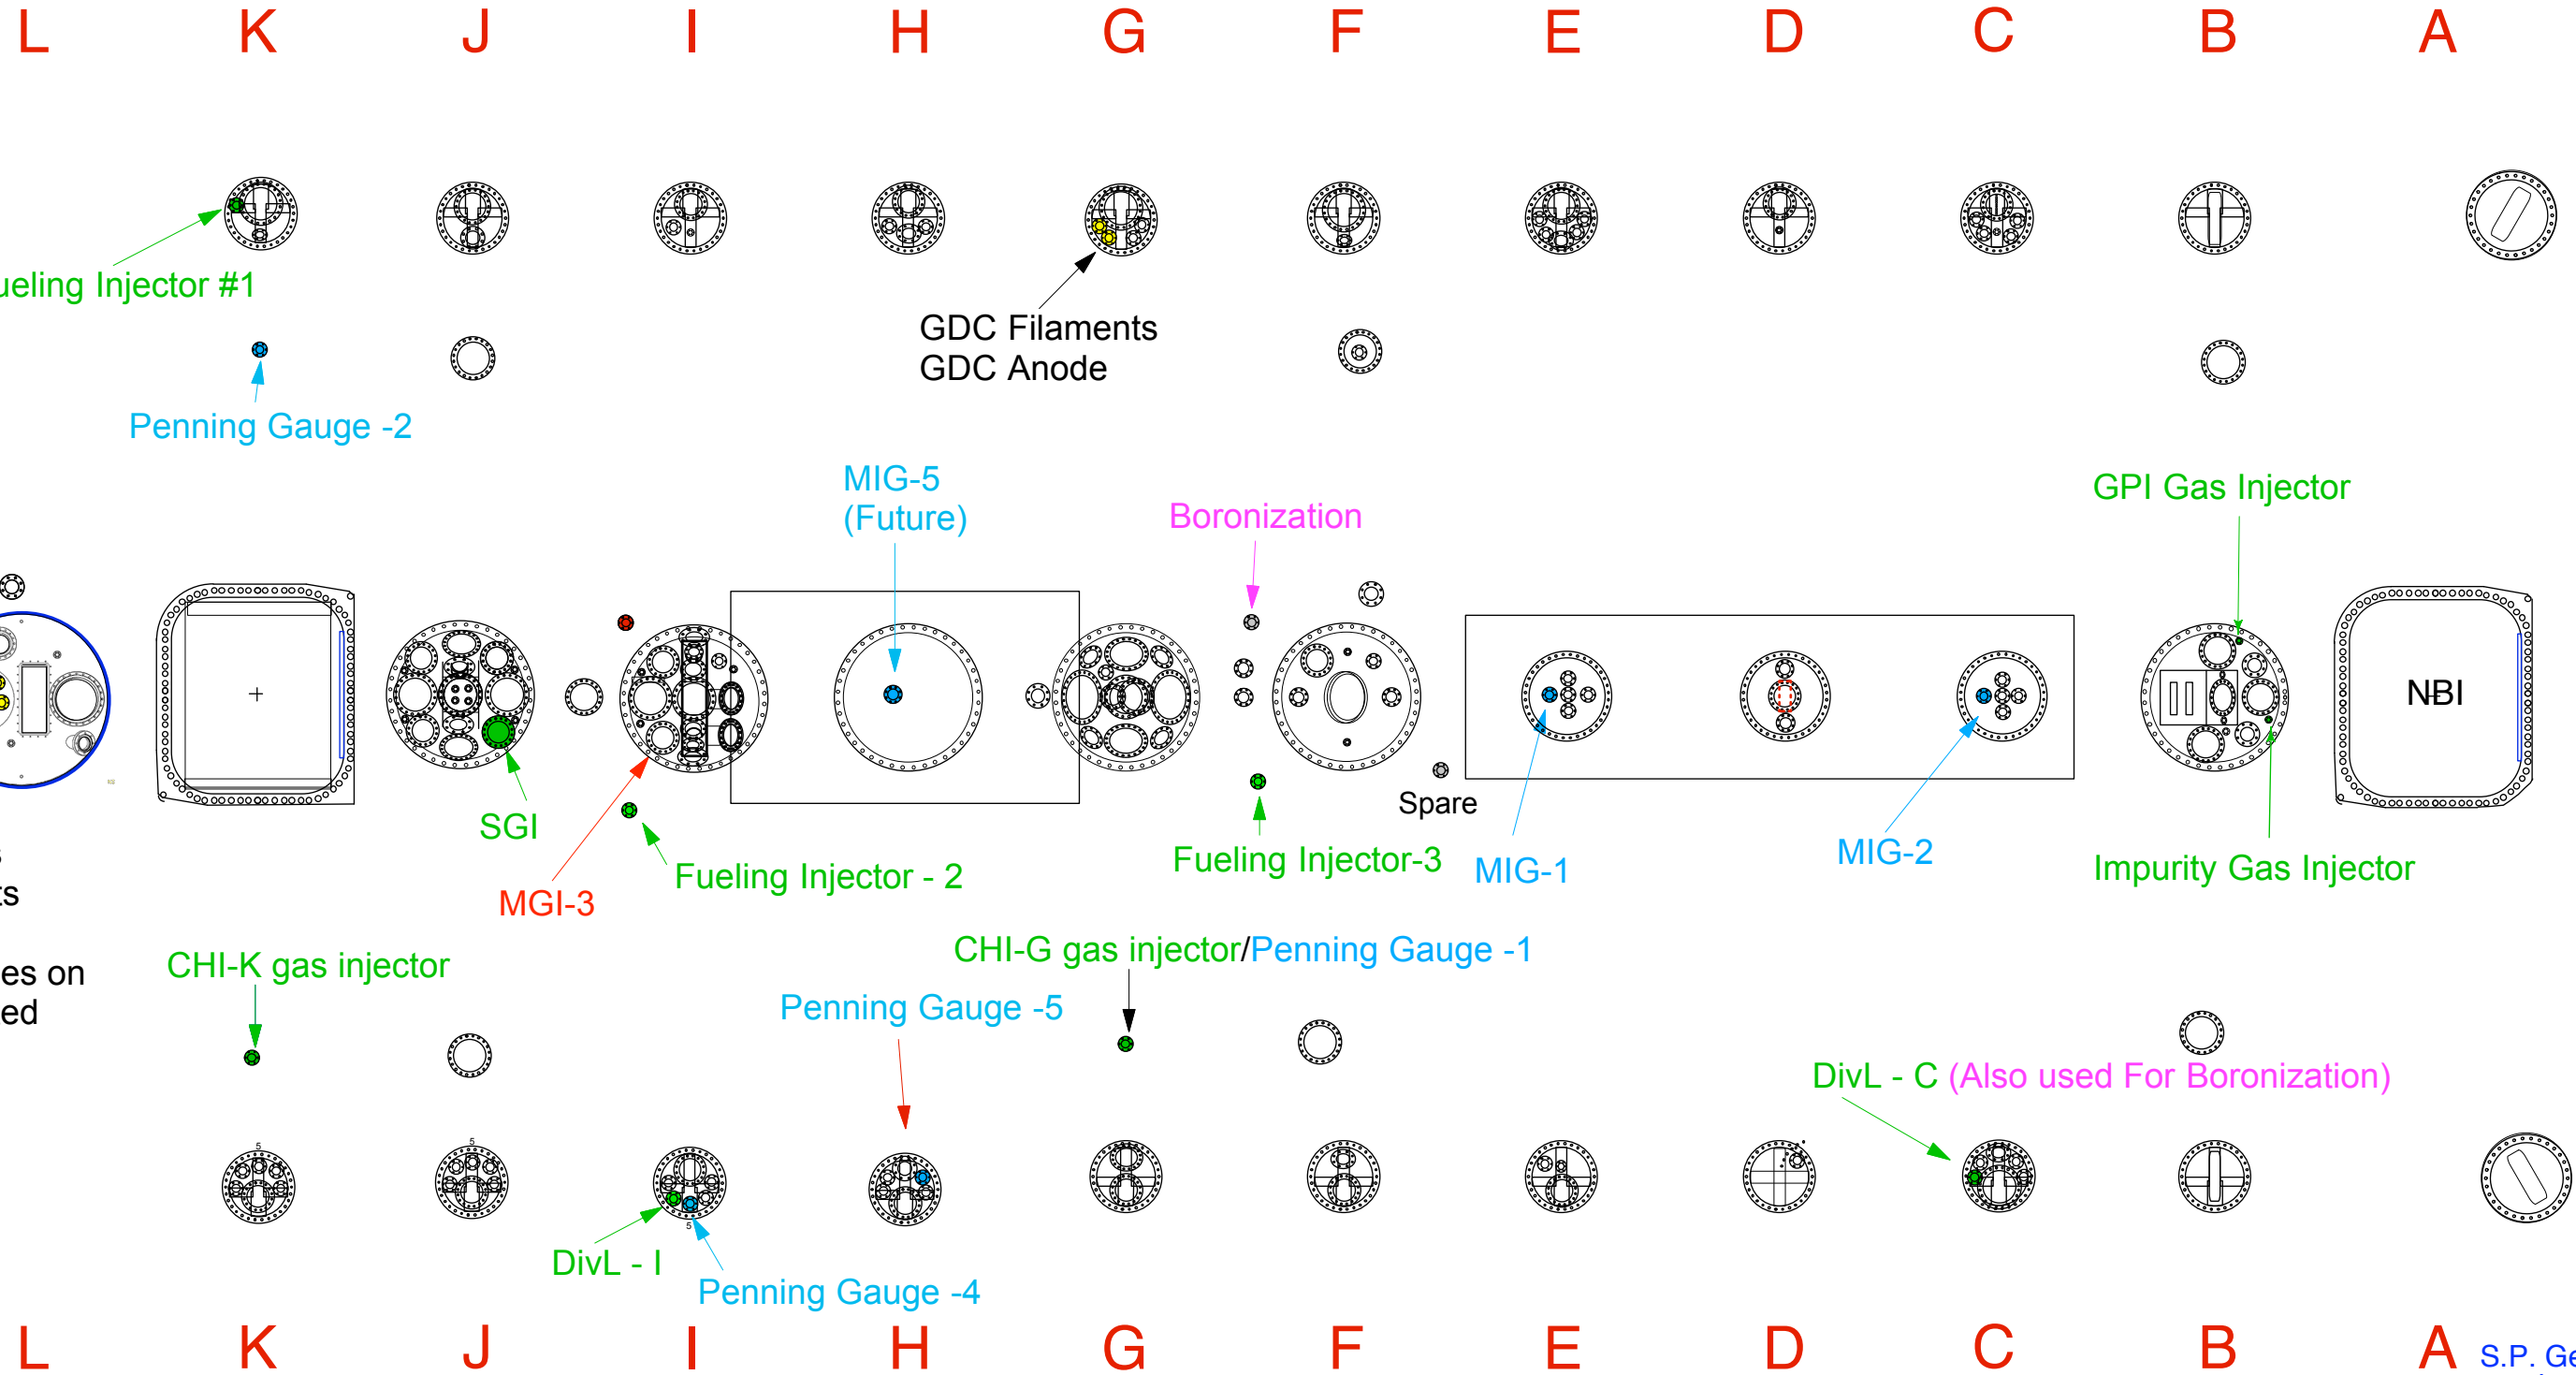 L K J I H G F E D C B A
ueling Injector #1
GDC Filaments
GDC Anode
Penning Gauge -2
MIG-5
(Future)
Boronization
GPI Gas Injector
NBI
Spare
SGI
Fueling Injector - 2
MGI-3
Fueling Injector-3
MIG-1
MIG-2
Impurity Gas Injector
s
ts
es on
ed
CHI-K gas injector
CHI-G gas injector/Penning Gauge -1
Penning Gauge -5
DivL - C (Also used For Boronization)
5
5
5
DivL - I
Penning Gauge -4
L K J I H G F E D C B A
S.P. Ge